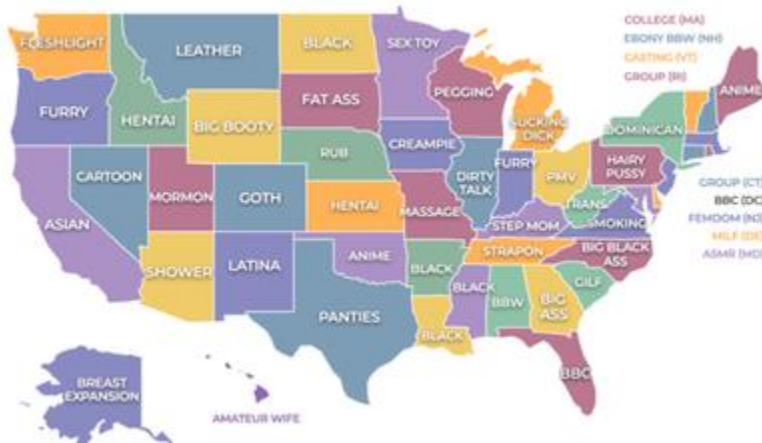 COLLEGE (MA)
EBONY BBW (NH)
CASTING (VT)
GROUP (RI)
FLESHLIGHT
LEATHER
BLACK
SEX TOY
ANIME
FURRY
HENTAI
BIG BOOTY
FAT ASS
PEGGING
FUCKING
DICK
DOMINICAN
CARTOON
MORMON
GOTH
RUB
CREAMPIE
DIRTY
TALK
FURRY
PMV
HAIRY
PUSSY
GROUP (CT)
BBC (DC)
FEMDOM (NJ)
MILF (DE)
ASMR (MD)
ASIAN
HENTAI
MASSAGE
STEP MOM
TRANS
SMOKING
SHOWER
LATINA
ANIME
BLACK
STRAPON
BIG BLACK
ASS
PANTIES
BLACK
BLACK
BBW
BIG
ASS
GILF
BBC
BREAST
EXPANSION
AMATEUR WIFE